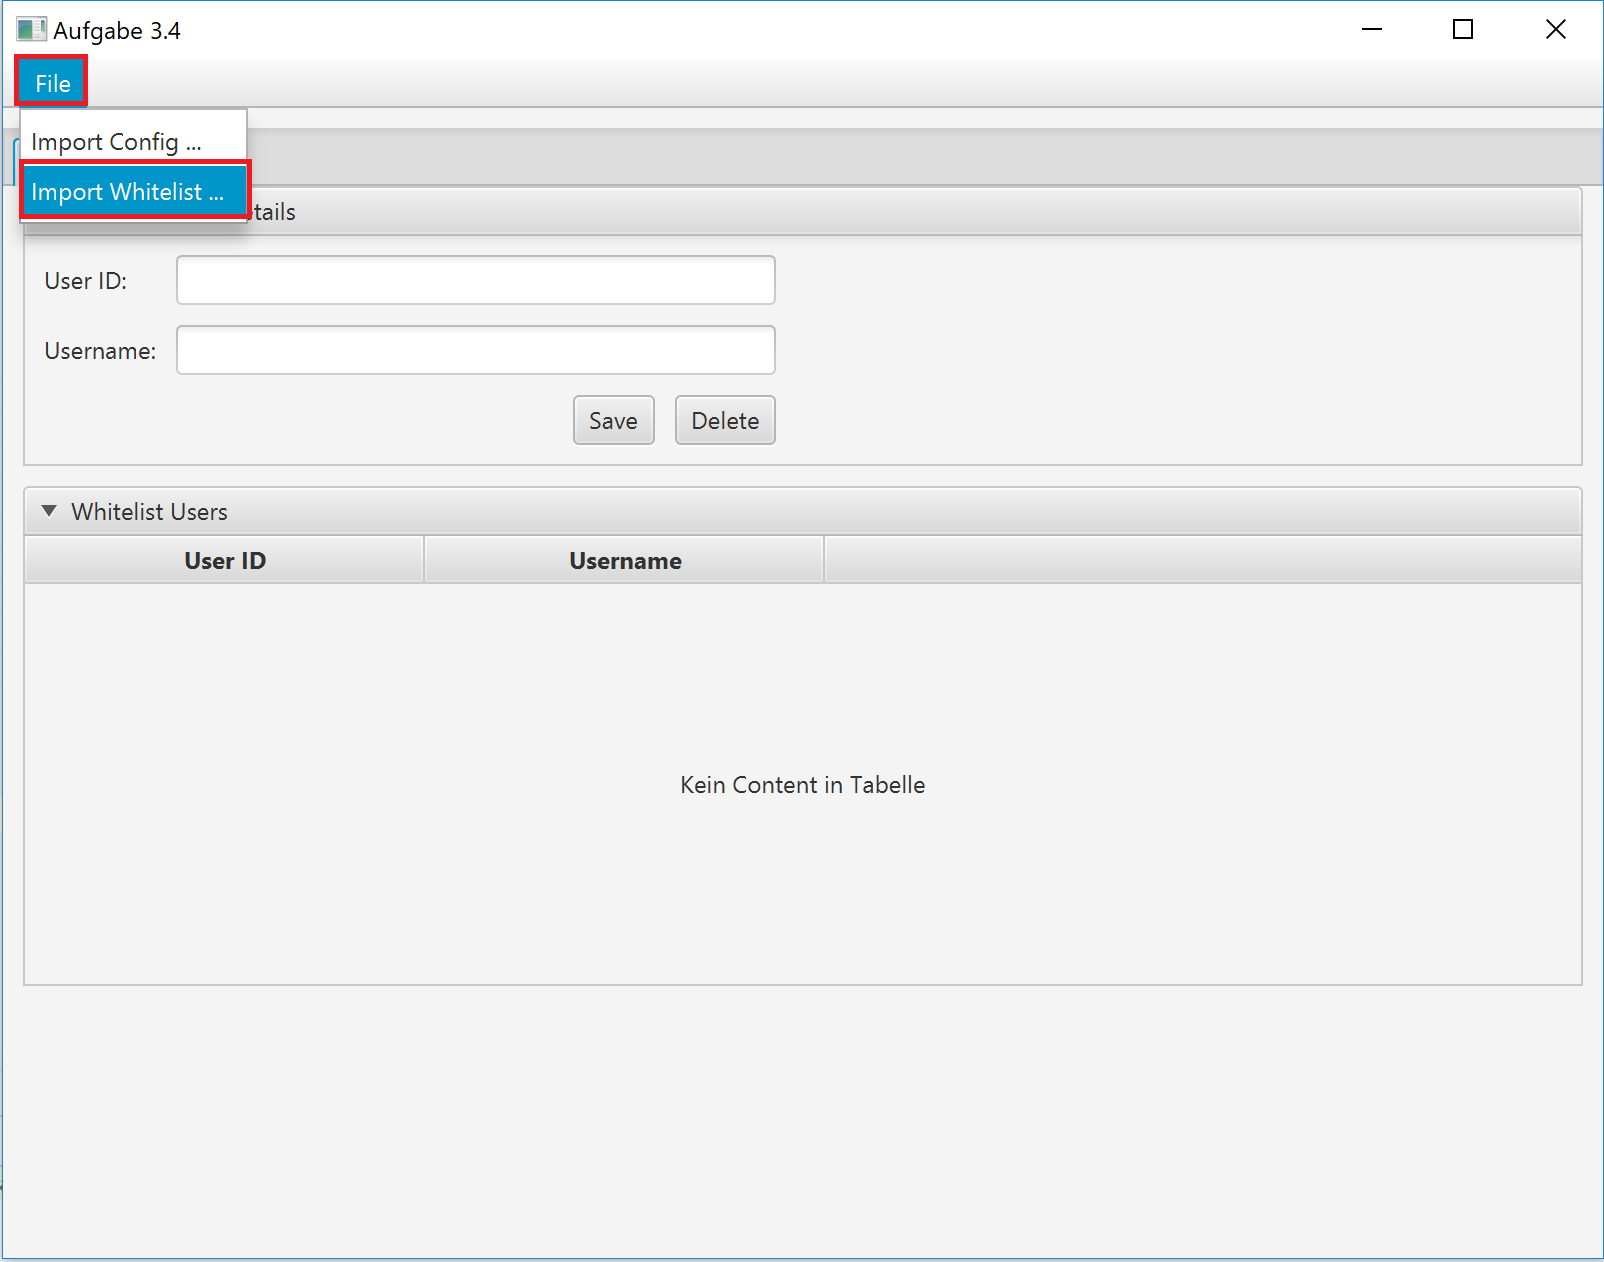 Aufgabe 3.4
File
Import Config ...
Import Whitelist ...
User ID:
Username:
Save Delete
Whitelist Users
User ID Username
Kein Content in Tabelle